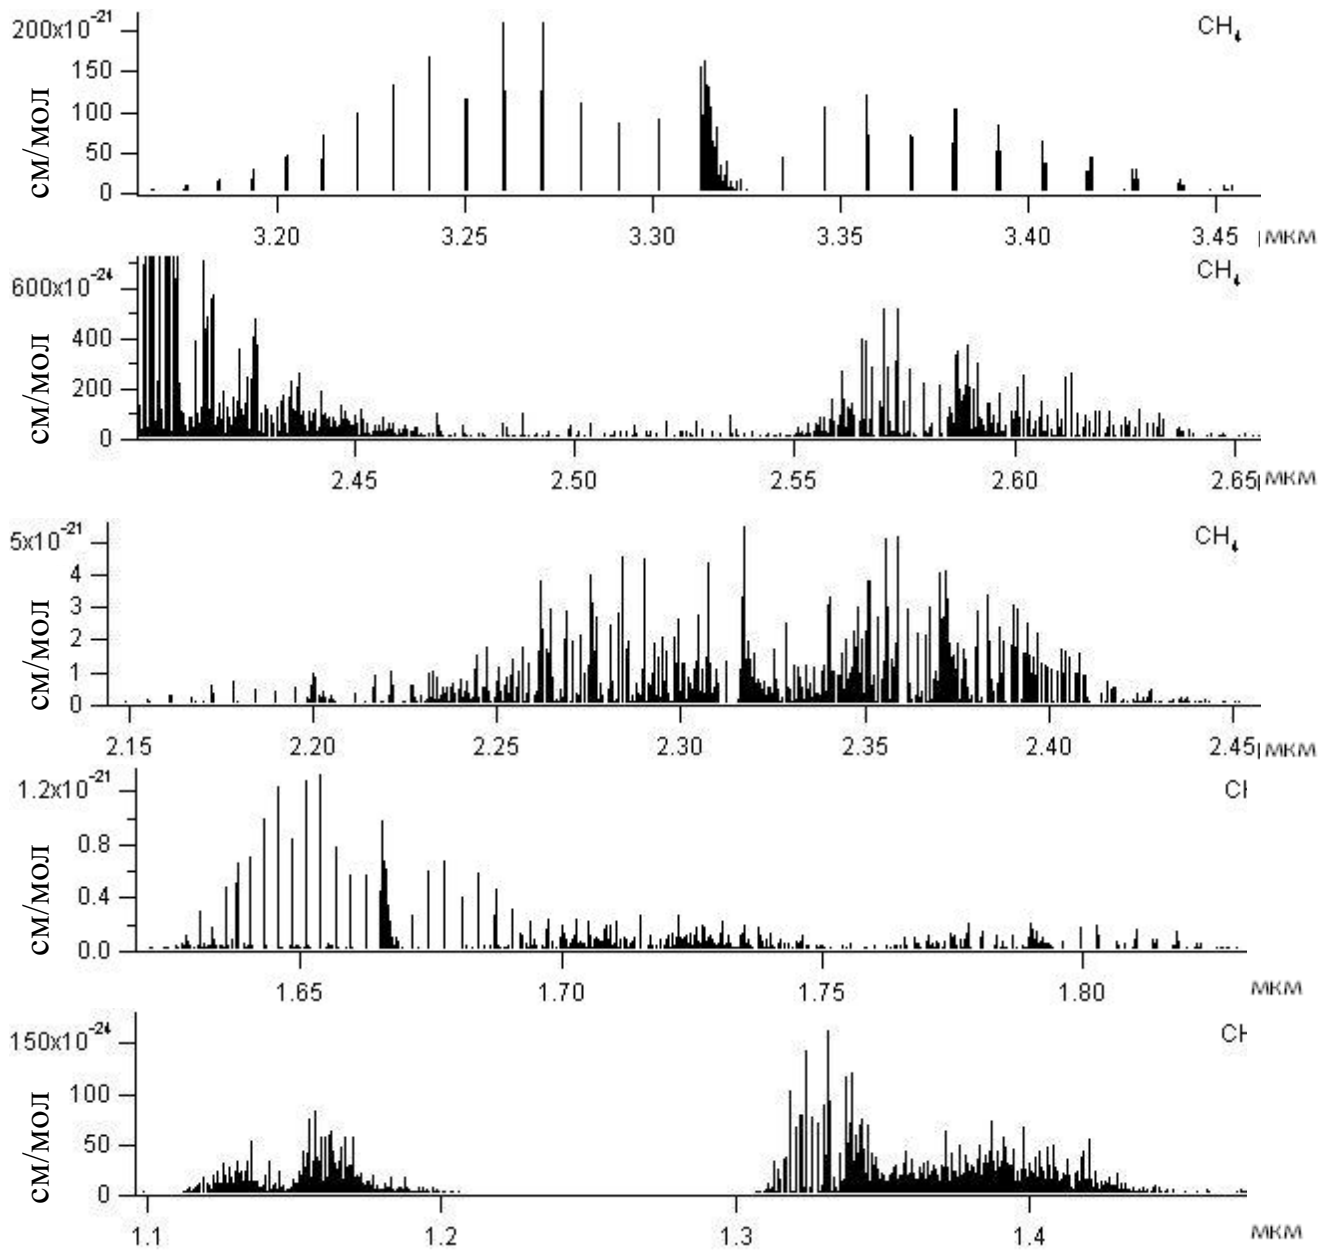 200x10⁻²¹
CH₄
150
100
50
0
см/мол
3.20 3.25 3.30 3.35 3.40 3.45 мкм
CH₄
600x10⁻²⁴
400
200
0
см/мол
2.45 2.50 2.55 2.60 2.65 мкм
CH₄
5x10⁻²¹
4
3
2
1
0
см/мол
2.15 2.20 2.25 2.30 2.35 2.40 2.45 мкм
1.2x10⁻²¹
CH
0.8
0.4
0.0
см/мол
1.65 1.70 1.75 1.80 мкм
150x10⁻²⁴
CH
100
50
0
см/мол
1.1 1.2 1.3 1.4 мкм